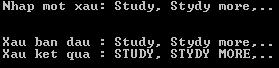 Nhap mot xau: Study, Stydy more,..
Xau ban dau : Study, Stydy more,..
Xau ket qua : STUDY, STYDY MORE,..